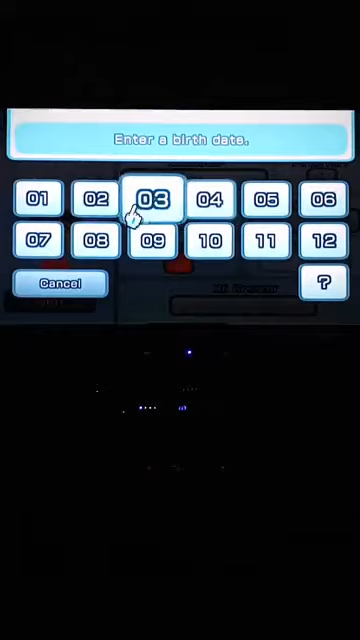 Enter a birth date.
01 02 03 04 05 06
07 08 09 10 11 12
Cancel ?